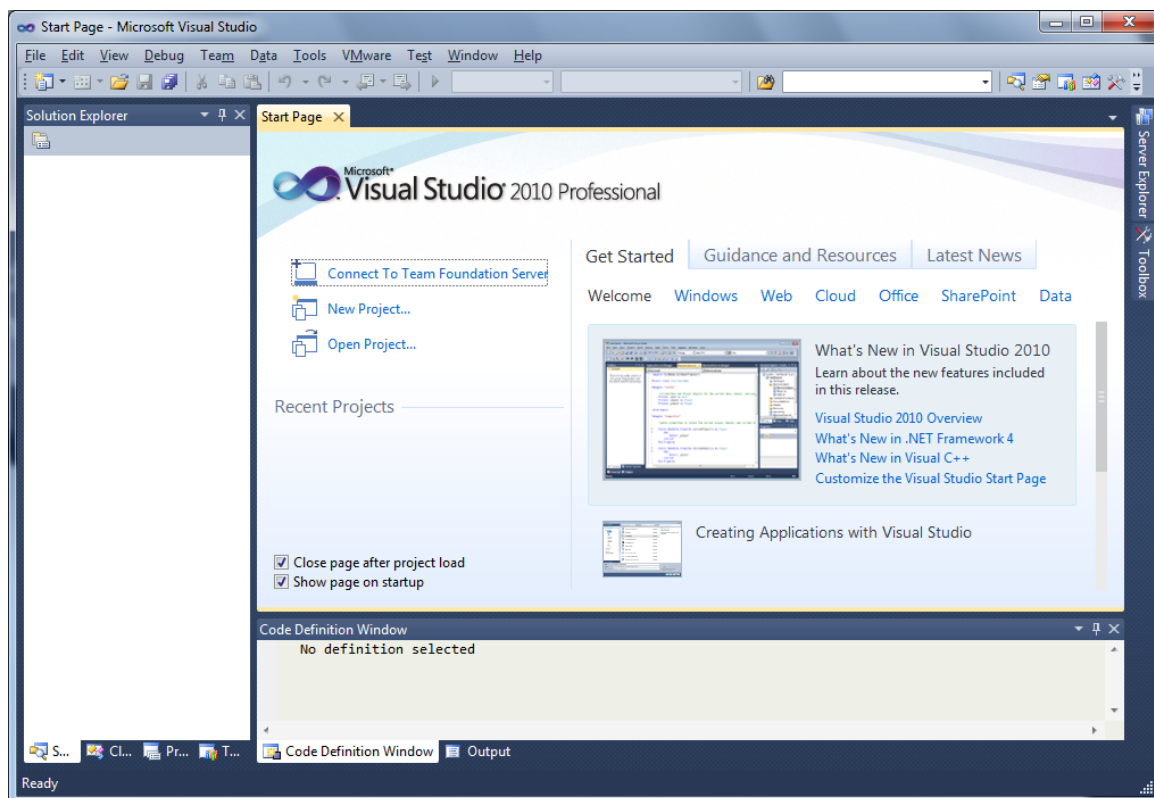 Start Page - Microsoft Visual Studio
File Edit View Debug Team Data Tools VMware Test Window Help
Solution Explorer
Start Page
Server Explorer
Toolbox
Microsoft
Visual Studio 2010 Professional
Connect To Team Foundation Server
New Project...
Open Project...
Recent Projects
Close page after project load
Show page on startup
Get Started Guidance and Resources Latest News
Welcome Windows Web Cloud Office SharePoint Data
What's New in Visual Studio 2010
Learn about the new features included
in this release.
Visual Studio 2010 Overview
What's New in .NET Framework 4
What's New in Visual C++
Customize the Visual Studio Start Page
Creating Applications with Visual Studio
Code Definition Window
No definition selected
S... Cl... Pr... T...
Code Definition Window Output
Ready